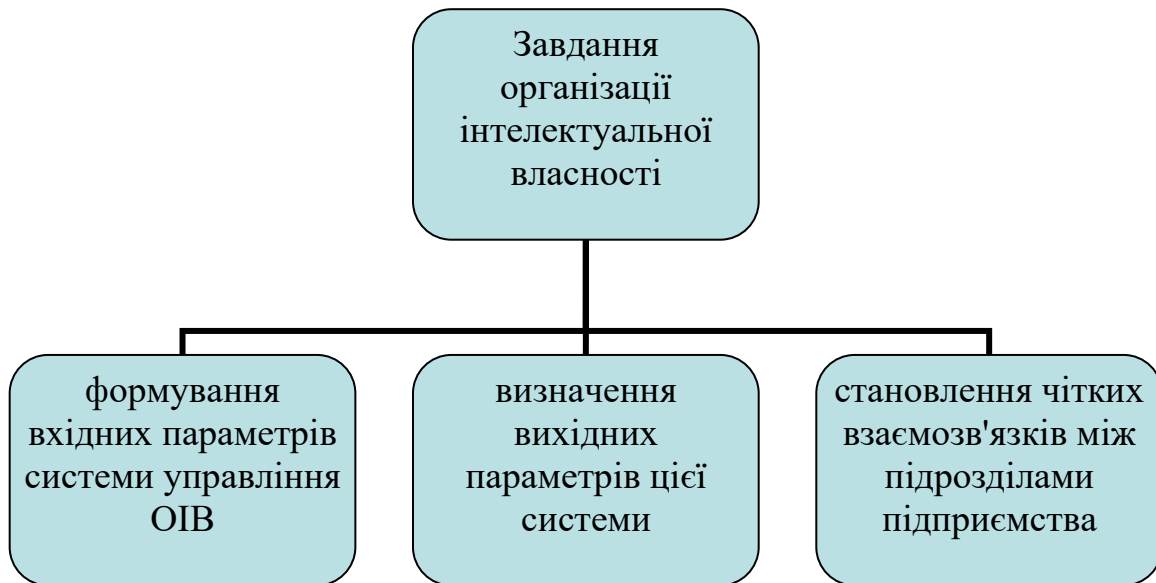 Завдання
організації
інтелектуальної
власності
формування
вхідних параметрів
системи управління
ОІВ
визначення
вихідних
параметрів цієї
системи
становлення чітких
взаємозв'язків між
підрозділами
підприємства